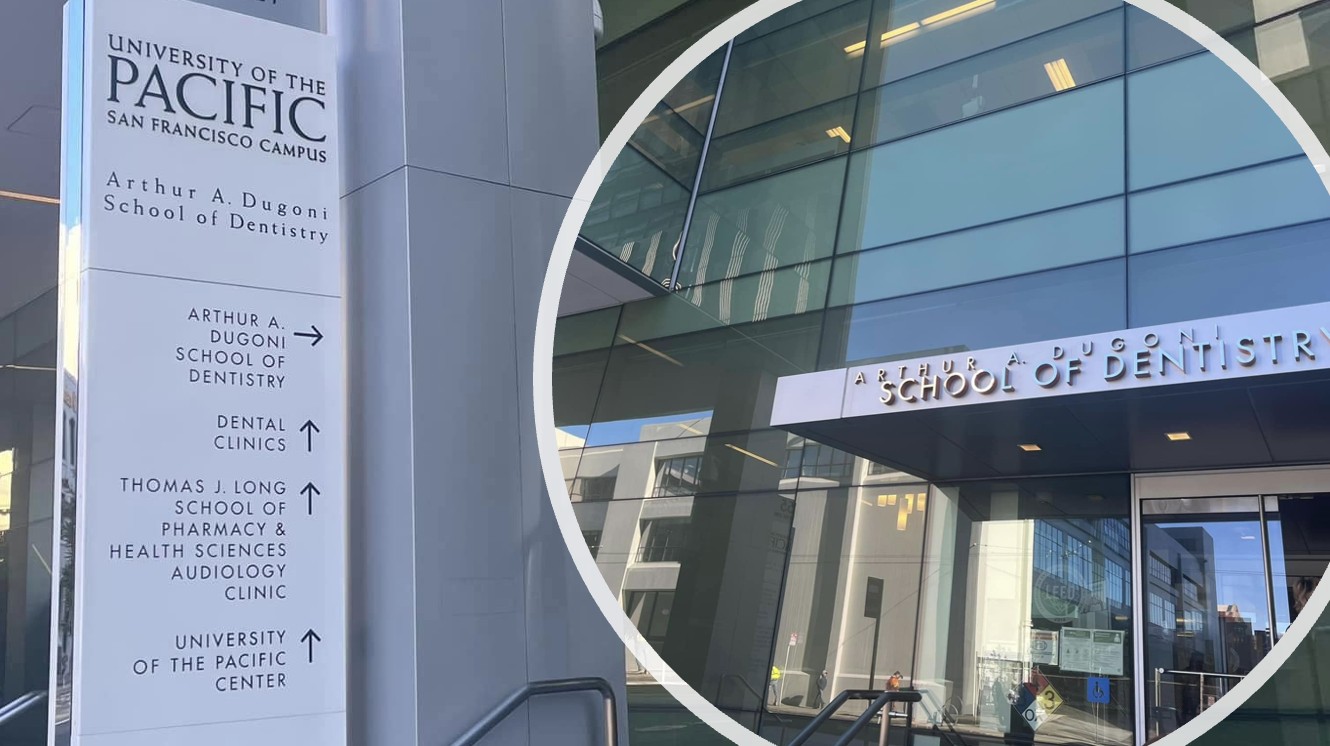 UNIVERSITY OF THE
PACIFIC
SAN FRANCISCO CAMPUS
Arthur A. Dugoni
School of Dentistry
ARTHUR A. →
DUGONI
SCHOOL OF
DENTISTRY
DENTAL ↑
CLINICS
THOMAS J. LONG ↑
SCHOOL OF
PHARMACY &
HEALTH SCIENCES
AUDIOLOGY
CLINIC
UNIVERSITY ↑
OF THE PACIFIC
CENTER
ARTHUR A. DUGONI
SCHOOL OF DENTISTRY
3
0